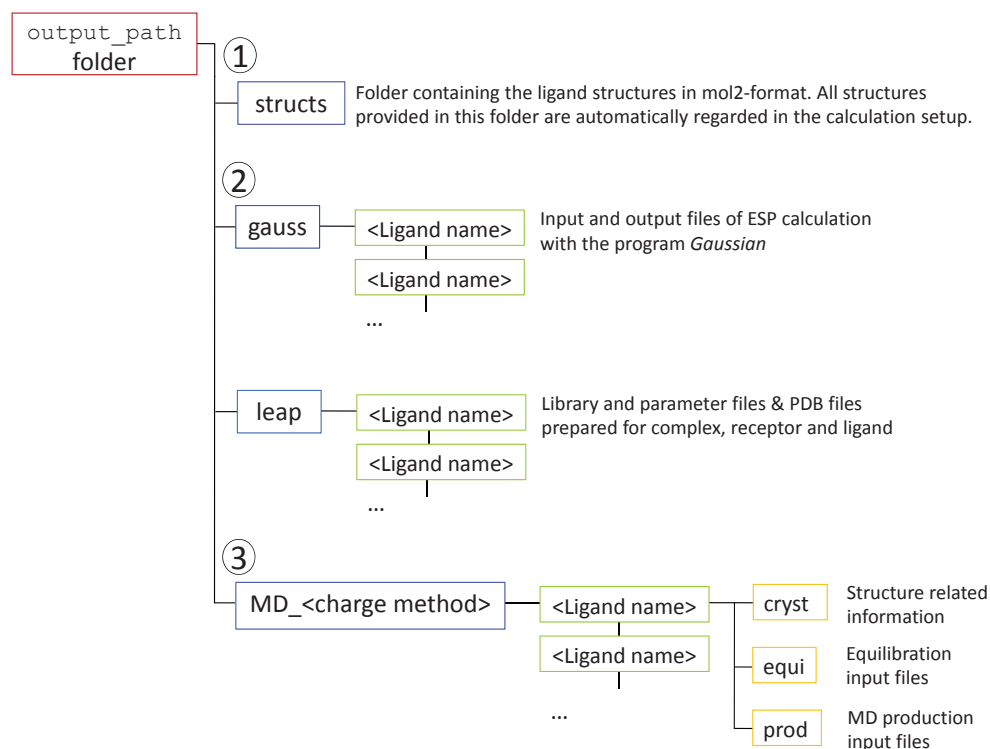 output_path
folder
1
structs
Folder containing the ligand structures in mol2-format. All structures
provided in this folder are automatically regarded in the calculation setup.
2
gauss
<Ligand name>
<Ligand name>
...
Input and output files of ESP calculation
with the program Gaussian
leap
<Ligand name>
<Ligand name>
...
Library and parameter files & PDB files
prepared for complex, receptor and ligand
3
MD_<charge method>
<Ligand name>
<Ligand name>
...
cryst
Structure related
information
equi
Equilibration
input files
prod
MD production
input files